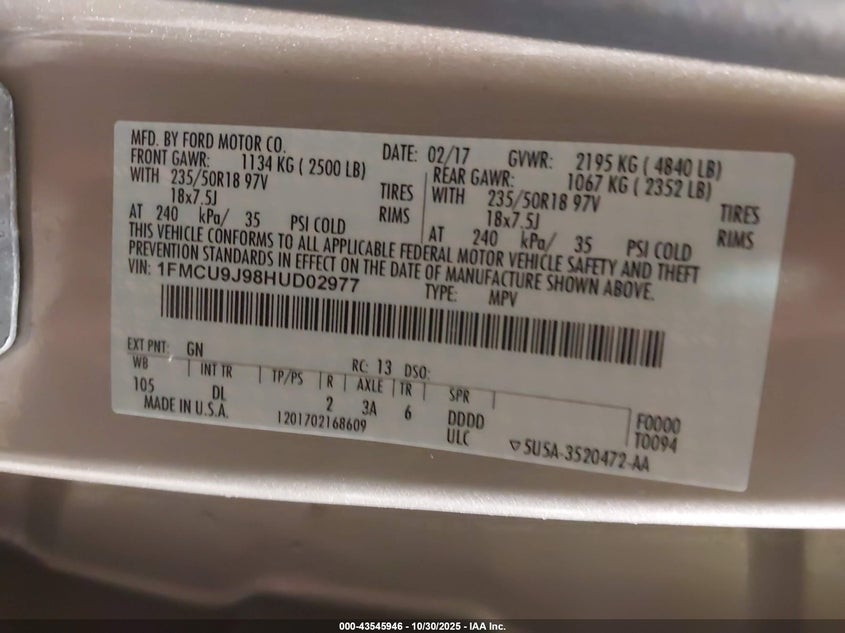 MFD. BY FORD MOTOR CO. DATE: 02/17 GVWR: 2195 KG ( 4840 LB)
FRONT GAWR: 1134 KG ( 2500 LB) REAR GAWR: 1067 KG ( 2352 LB)
WITH 235/50R18 97V TIRES WITH 235/50R18 97V TIRES
18x7.5J RIMS 18x7.5J RIMS
AT 240 kPa/ 35 PSI COLD AT 240 kPa/ 35 PSI COLD
THIS VEHICLE CONFORMS TO ALL APPLICABLE FEDERAL MOTOR VEHICLE SAFETY AND THEFT
PREVENTION STANDARDS IN EFFECT ON THE DATE OF MANUFACTURE SHOWN ABOVE.
VIN: 1FMCU9J98HUD02977 TYPE: MPV
EXT PNT: GN RC: 13 DSO:
WB INT TR TP/PS R AXLE TR SPR
105 DL 2 3A 6 DDDD F0000
MADE IN U.S.A. 1201702168609 ULC T0094
5U5A-3520472-AA
000-43545946 - 10/30/2025 - IAA Inc.